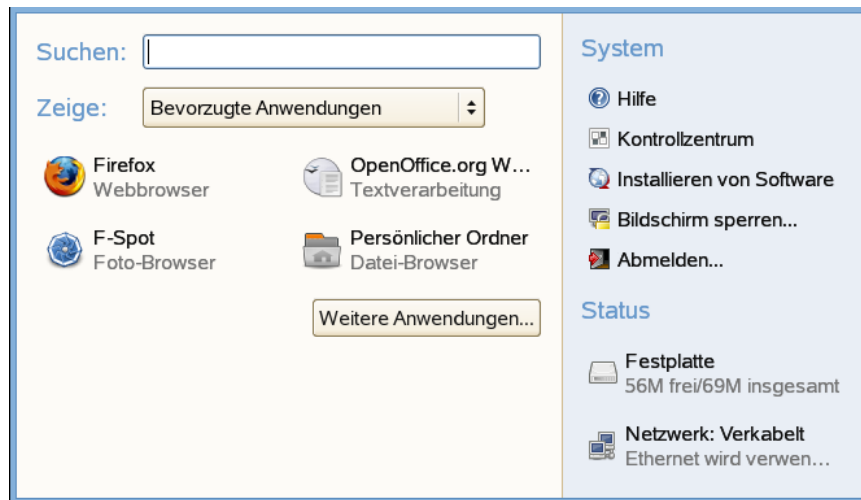 Suchen:
Zeige:
Bevorzugte Anwendungen
Firefox
Webbrowser
OpenOffice.org W...
Textverarbeitung
F-Spot
Foto-Browser
Persönlicher Ordner
Datei-Browser
Weitere Anwendungen...
System
Hilfe
Kontrollzentrum
Installieren von Software
Bildschirm sperren...
Abmelden...
Status
Festplatte
56M frei/69M insgesamt
Netzwerk: Verkabelt
Ethernet wird verwen...